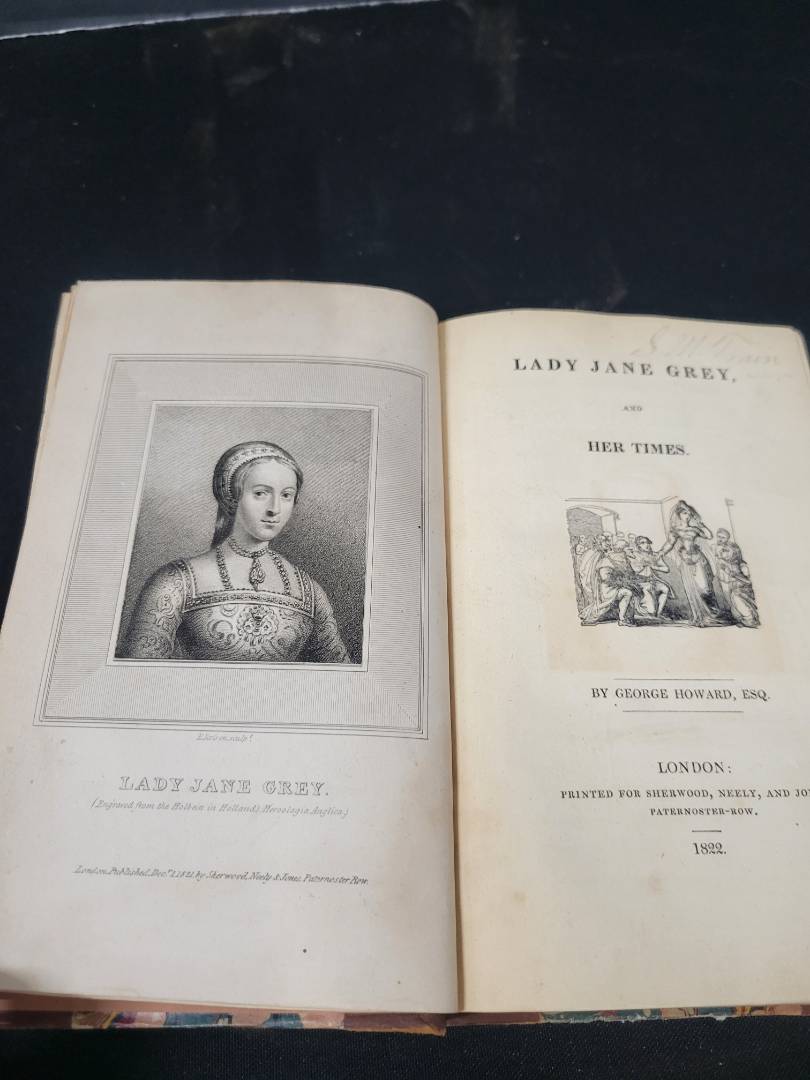 LADY JANE GREY.
(Engraved from the Holbein in Holland's Herωologia Anglica.)
London. Published, Decr. 1, 1821, by Sherwood, Neely & Jones, Paternoster Row.
LADY JANE GREY,
AND
HER TIMES.
BY GEORGE HOWARD, ESQ.
LONDON:
PRINTED FOR SHERWOOD, NEELY, AND JO
PATERNOSTER-ROW.
1822.